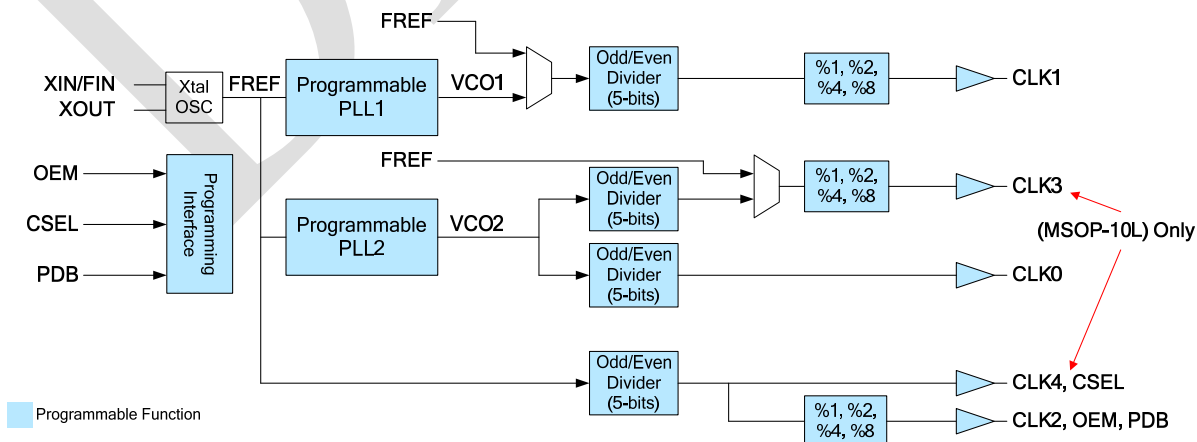 FREF
XIN/FIN
XOUT
Xtal
OSC
FREF
Programmable
PLL1
VCO1
Odd/Even
Divider
(5-bits)
%1, %2,
%4, %8
CLK1
OEM
CSEL
PDB
Programming
Interface
FREF
Programmable
PLL2
VCO2
Odd/Even
Divider
(5-bits)
%1, %2,
%4, %8
CLK3
(MSOP-10L) Only
Odd/Even
Divider
(5-bits)
CLK0
Odd/Even
Divider
(5-bits)
CLK4, CSEL
%1, %2,
%4, %8
CLK2, OEM, PDB
Programmable Function